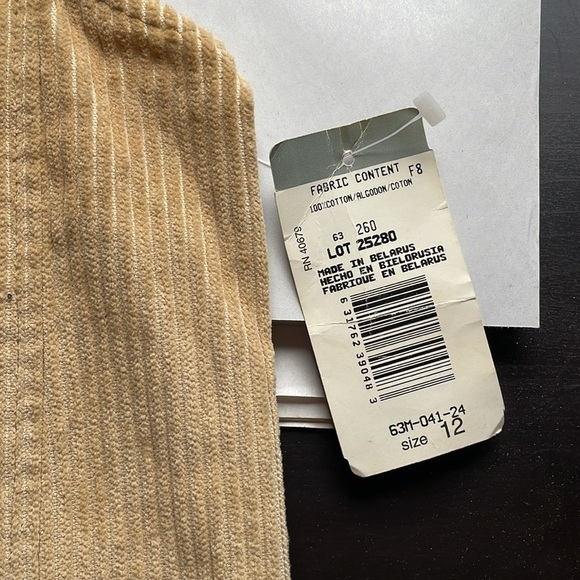 FABRIC CONTENT F8
100%COTTON/ALGODON/COTON
RN 40679
63 260
LOT 25280
MADE IN BELARUS
HECHO EN BIELORUSIA
FABRIQUE EN BELARUS
6 31762 39048 3
63M-041-24
size 12